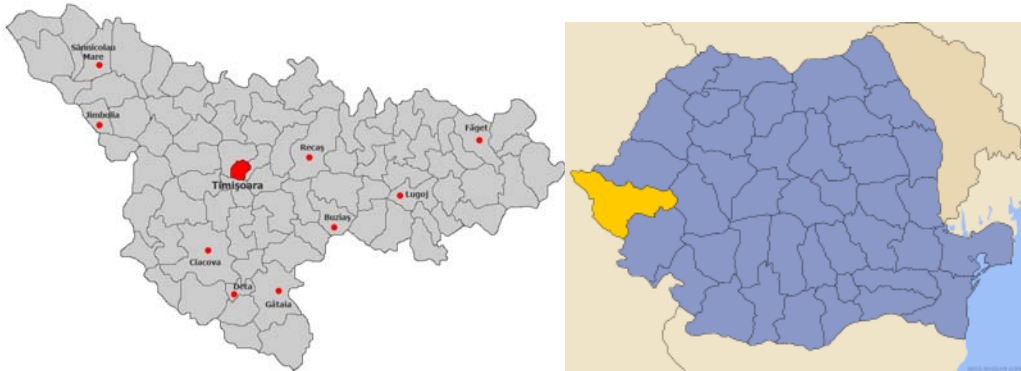 Sânnicolau
Mare
Jimbolia
Făget
Recaş
Timişoara
Lugoj
Buziaş
Ciacova
Deta
Gătaia